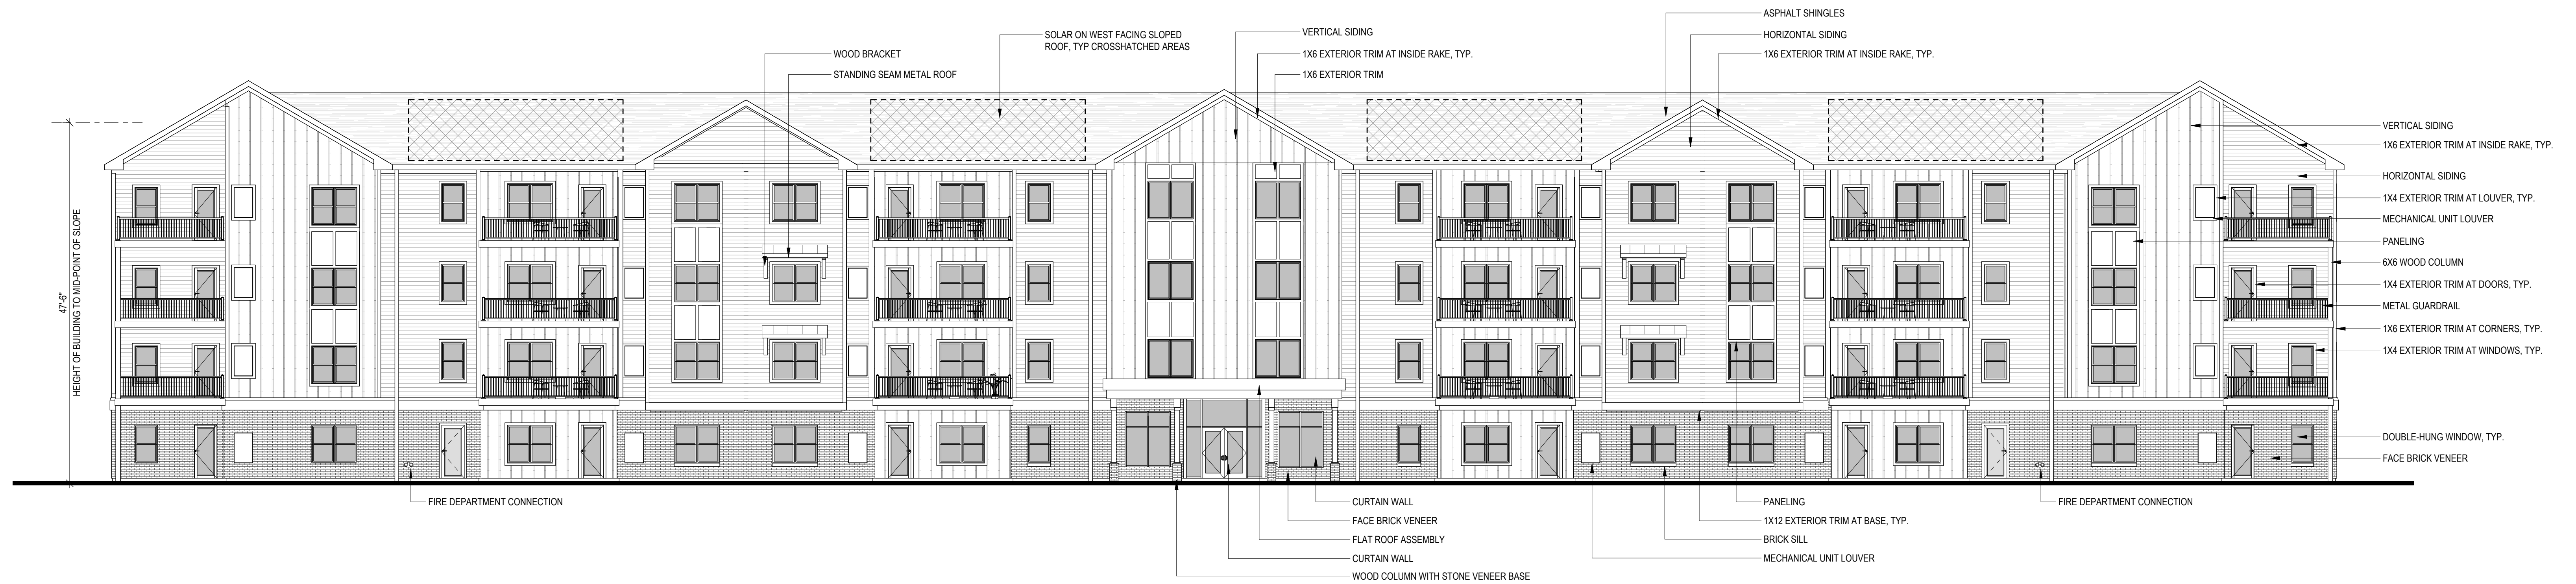 ASPHALT SHINGLES
HORIZONTAL SIDING
1X6 EXTERIOR TRIM AT INSIDE RAKE, TYP.
VERTICAL SIDING
1X6 EXTERIOR TRIM AT INSIDE RAKE, TYP.
1X6 EXTERIOR TRIM
SOLAR ON WEST FACING SLOPED
ROOF, TYP CROSSHATCHED AREAS
WOOD BRACKET
STANDING SEAM METAL ROOF
47'-6"
HEIGHT OF BUILDING TO MID-POINT OF SLOPE
VERTICAL SIDING
1X6 EXTERIOR TRIM AT INSIDE RAKE, TYP.
HORIZONTAL SIDING
1X4 EXTERIOR TRIM AT LOUVER, TYP.
MECHANICAL UNIT LOUVER
PANELING
6X6 WOOD COLUMN
1X4 EXTERIOR TRIM AT DOORS, TYP.
METAL GUARDRAIL
1X6 EXTERIOR TRIM AT CORNERS, TYP.
1X4 EXTERIOR TRIM AT WINDOWS, TYP.
DOUBLE-HUNG WINDOW, TYP.
FACE BRICK VENEER
FIRE DEPARTMENT CONNECTION
CURTAIN WALL
FACE BRICK VENEER
FLAT ROOF ASSEMBLY
CURTAIN WALL
WOOD COLUMN WITH STONE VENEER BASE
PANELING
1X12 EXTERIOR TRIM AT BASE, TYP.
BRICK SILL
MECHANICAL UNIT LOUVER
FIRE DEPARTMENT CONNECTION